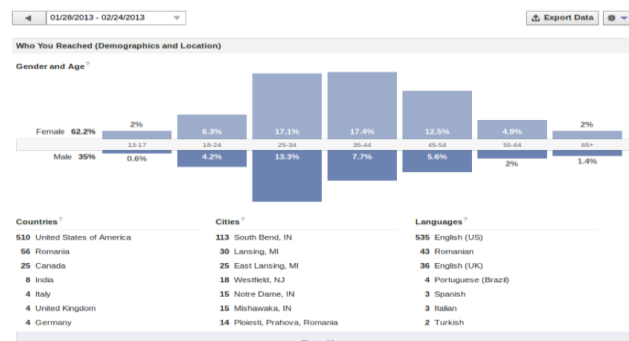 01/28/2013 - 02/24/2013
Export Data
Who You Reached (Demographics and Location)
Gender and Age ?
Female 62.2% 2% 6.3% 17.1% 17.4% 12.5% 4.9% 2%
13-17 18-24 25-34 35-44 45-54 55-64 65+
Male 35% 0.6% 4.2% 13.3% 7.7% 5.6% 2% 1.4%
Countries ?
510 United States of America
56 Romania
25 Canada
8 India
4 Italy
4 United Kingdom
4 Germany
Cities ?
113 South Bend, IN
30 Lansing, MI
25 East Lansing, MI
18 Westfield, NJ
15 Notre Dame, IN
15 Mishawaka, IN
14 Ploiesti, Prahova, Romania
Languages ?
535 English (US)
43 Romanian
36 English (UK)
4 Portuguese (Brazil)
3 Spanish
3 Italian
2 Turkish